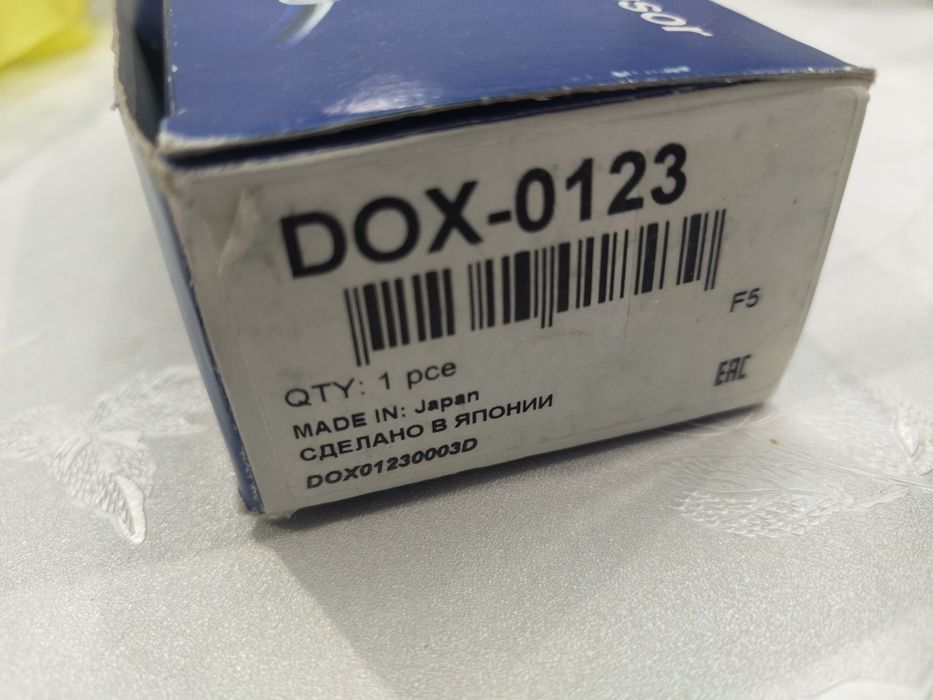 DOX-0123
F5
QTY: 1 pce
EAC
MADE IN: Japan
СДЕЛАНО В ЯПОНИИ
DOX01230003D